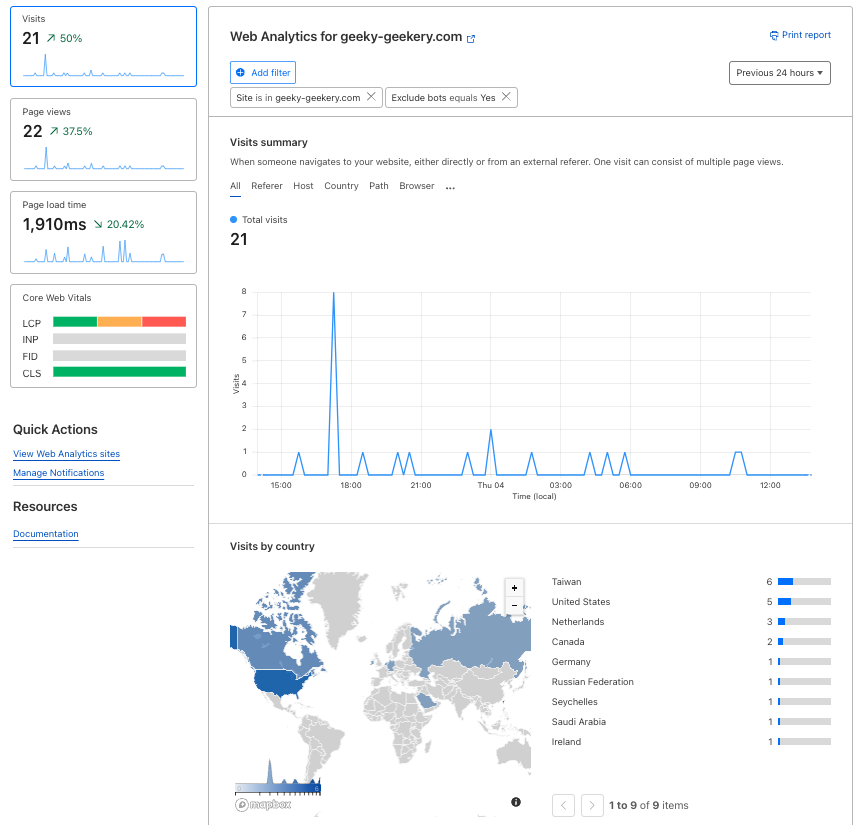 Visits
21 ↗ 50%
Page views
22 ↗ 37.5%
Page load time
1,910ms ↘ 20.42%
Core Web Vitals
LCP
INP
FID
CLS
Quick Actions
View Web Analytics sites
Manage Notifications
Resources
Documentation
Web Analytics for geeky-geekery.com
Print report
Add filter
Previous 24 hours
Site is in geeky-geekery.com
Exclude bots equals Yes
Visits summary
When someone navigates to your website, either directly or from an external referer. One visit can consist of multiple page views.
All Referer Host Country Path Browser ...
Total visits
21
8
7
6
5
4
3
2
1
0
Visits
15:00 18:00 21:00 Thu 04 03:00 06:00 09:00 12:00
Time (local)
Visits by country
+
−
0 6
mapbox
Taiwan 6
United States 5
Netherlands 3
Canada 2
Germany 1
Russian Federation 1
Seychelles 1
Saudi Arabia 1
Ireland 1
1 to 9 of 9 items